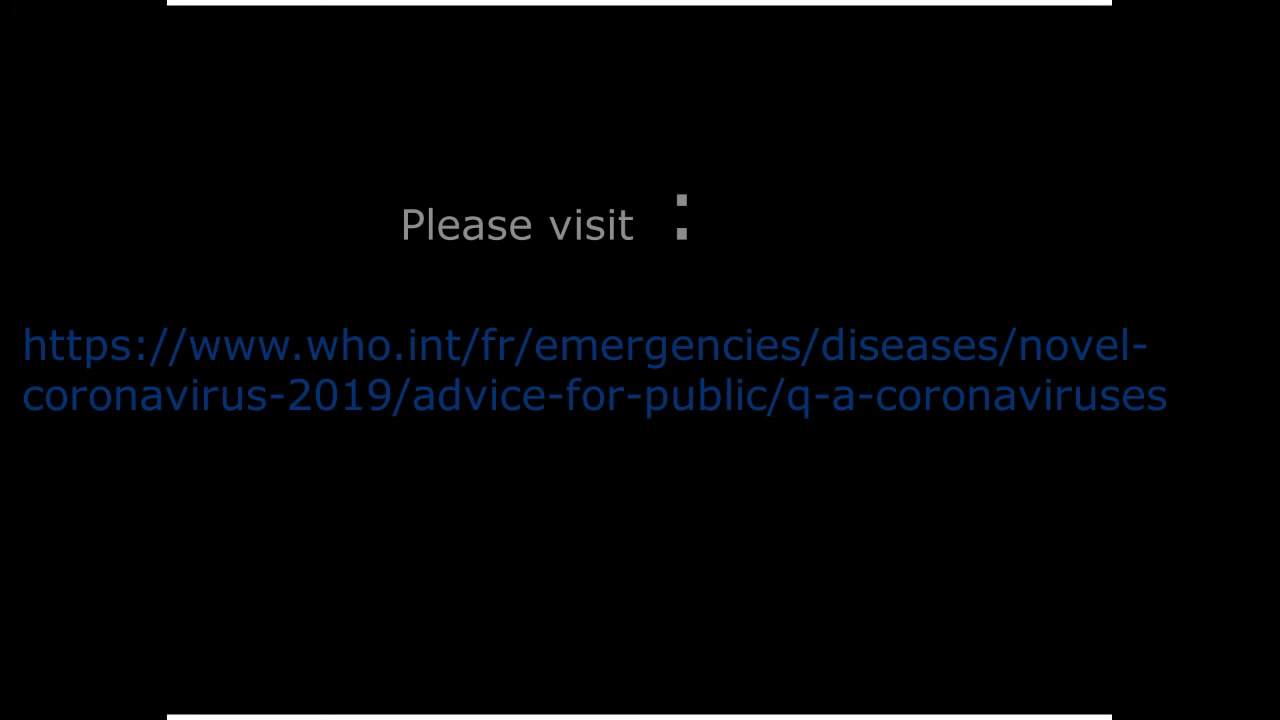 Please visit :
https://www.who.int/fr/emergencies/diseases/novel-
coronavirus-2019/advice-for-public/q-a-coronaviruses